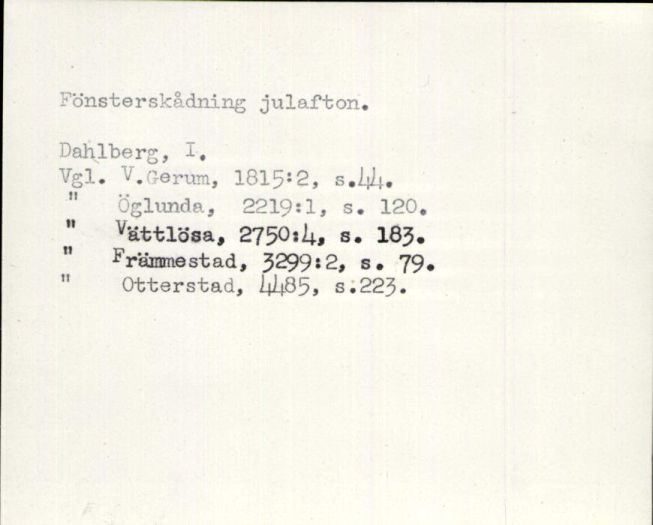 Fönsterskådning julafton.
Dahlberg, I.
Vgl. V.Gerum, 1815:2, s.44.
" Öglunda, 2219:1, s. 120.
" Vättlösa, 2750:4, s. 183.
" Främmestad, 3299:2, s. 79.
" Otterstad, 4485, s.223.